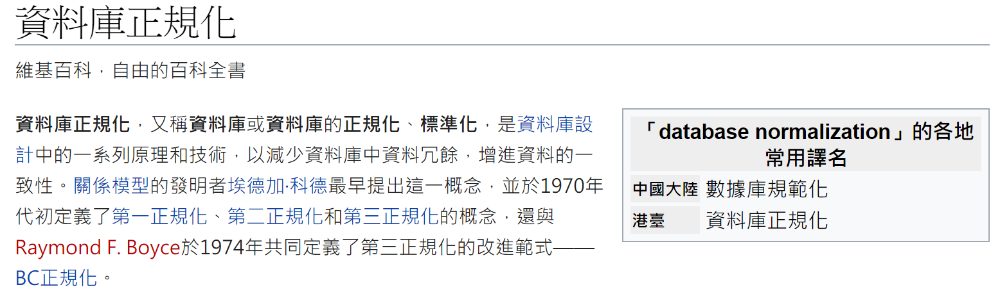 資料庫正規化
維基百科，自由的百科全書
資料庫正規化，又稱資料庫或資料庫的正規化、標準化，是資料庫設
計中的一系列原理和技術，以減少資料庫中資料冗餘，增進資料的一
致性。關係模型的發明者埃德加·科德最早提出這一概念，並於1970年
代初定義了第一正規化、第二正規化和第三正規化的概念，還與
Raymond F. Boyce於1974年共同定義了第三正規化的改進範式——
BC正規化。
「database normalization」的各地
常用譯名
中國大陸 數據庫規範化
港臺 資料庫正規化